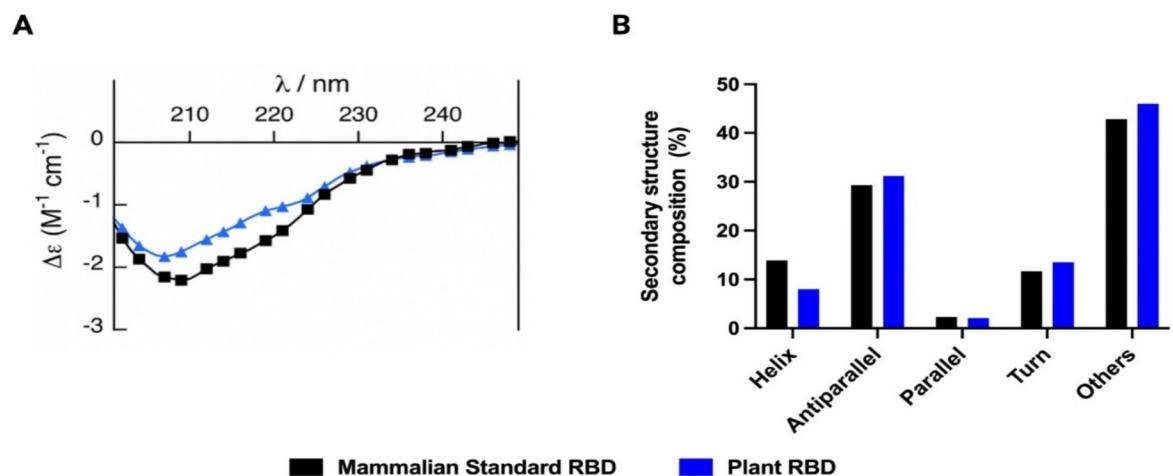 A
λ / nm
210 220 230 240
0
-1
-2
-3
Δε (M⁻¹ cm⁻¹)
B
50
40
30
20
10
0
Secondary structure
composition (%)
Helix
Antiparallel
Parallel
Turn
Others
Mammalian Standard RBD Plant RBD